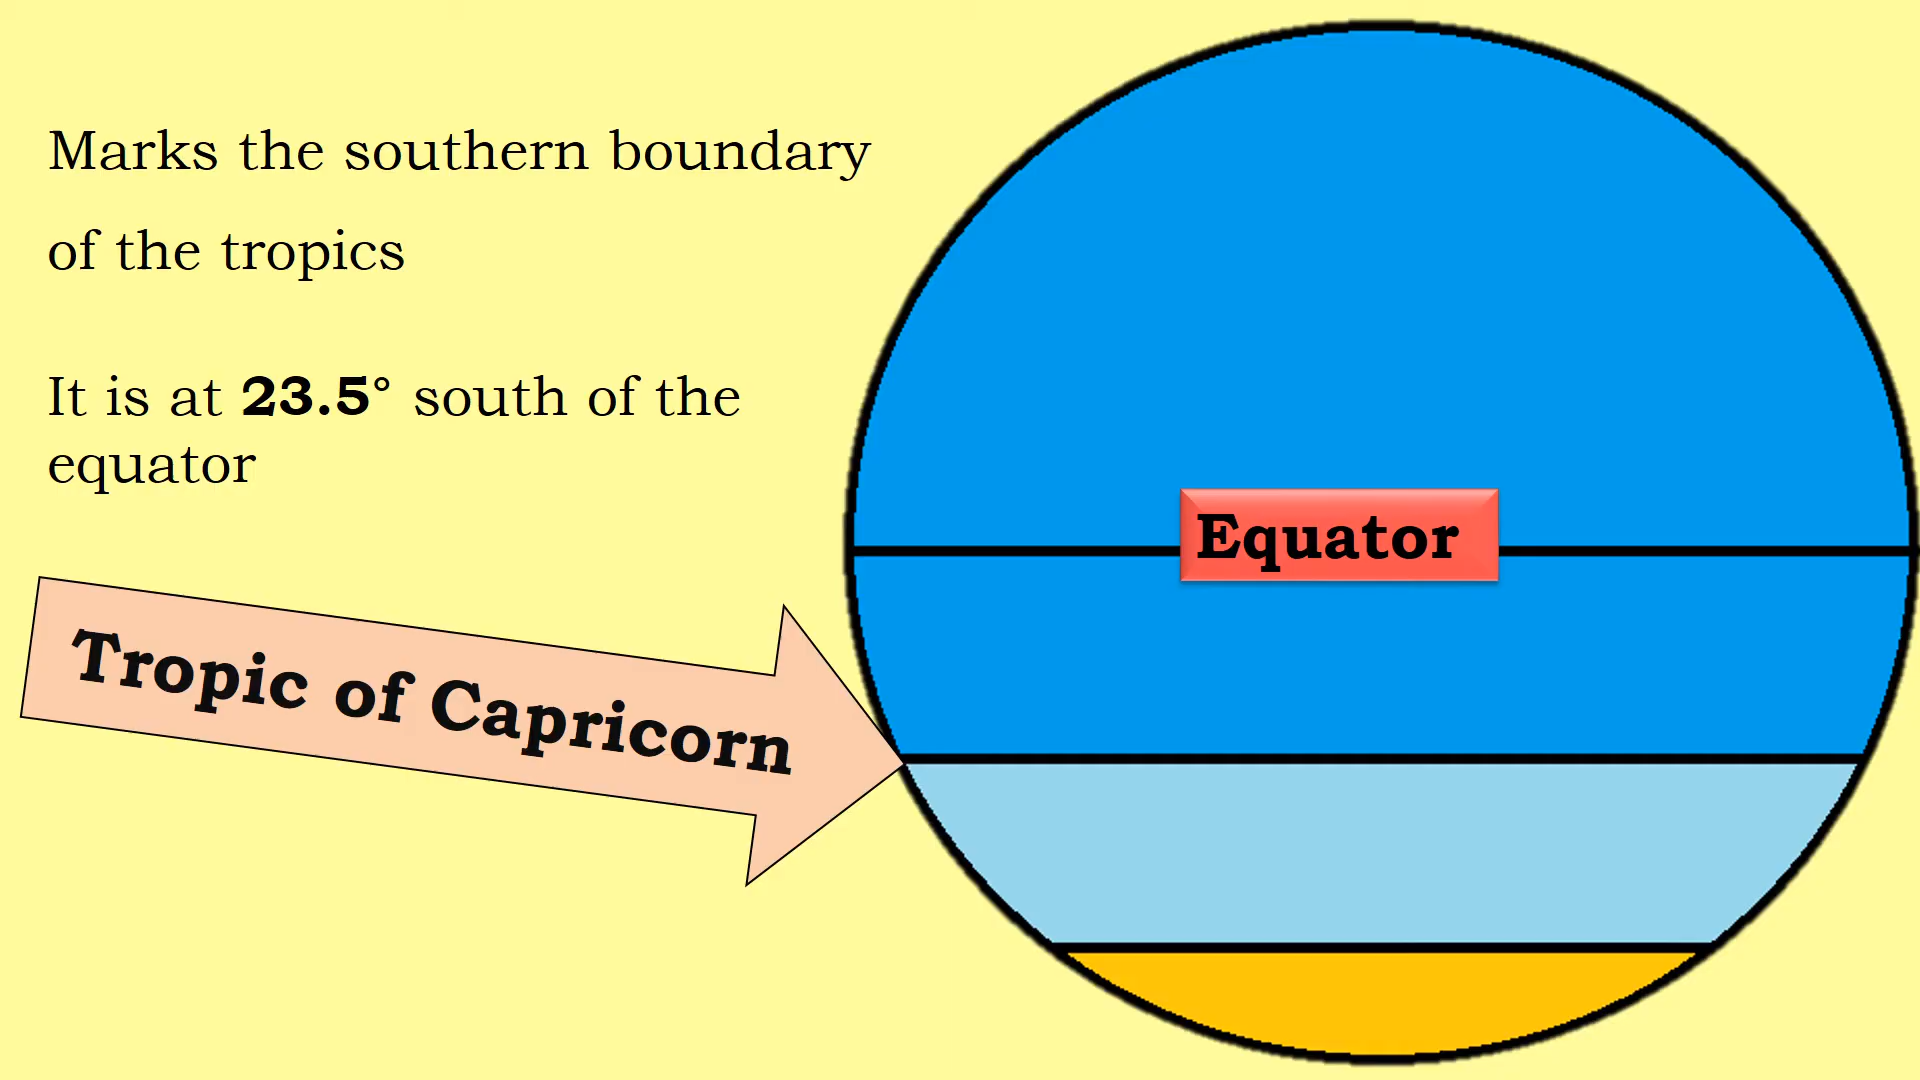 Marks the southern boundary
of the tropics
It is at 23.5° south of the
equator
Equator
Tropic of Capricorn